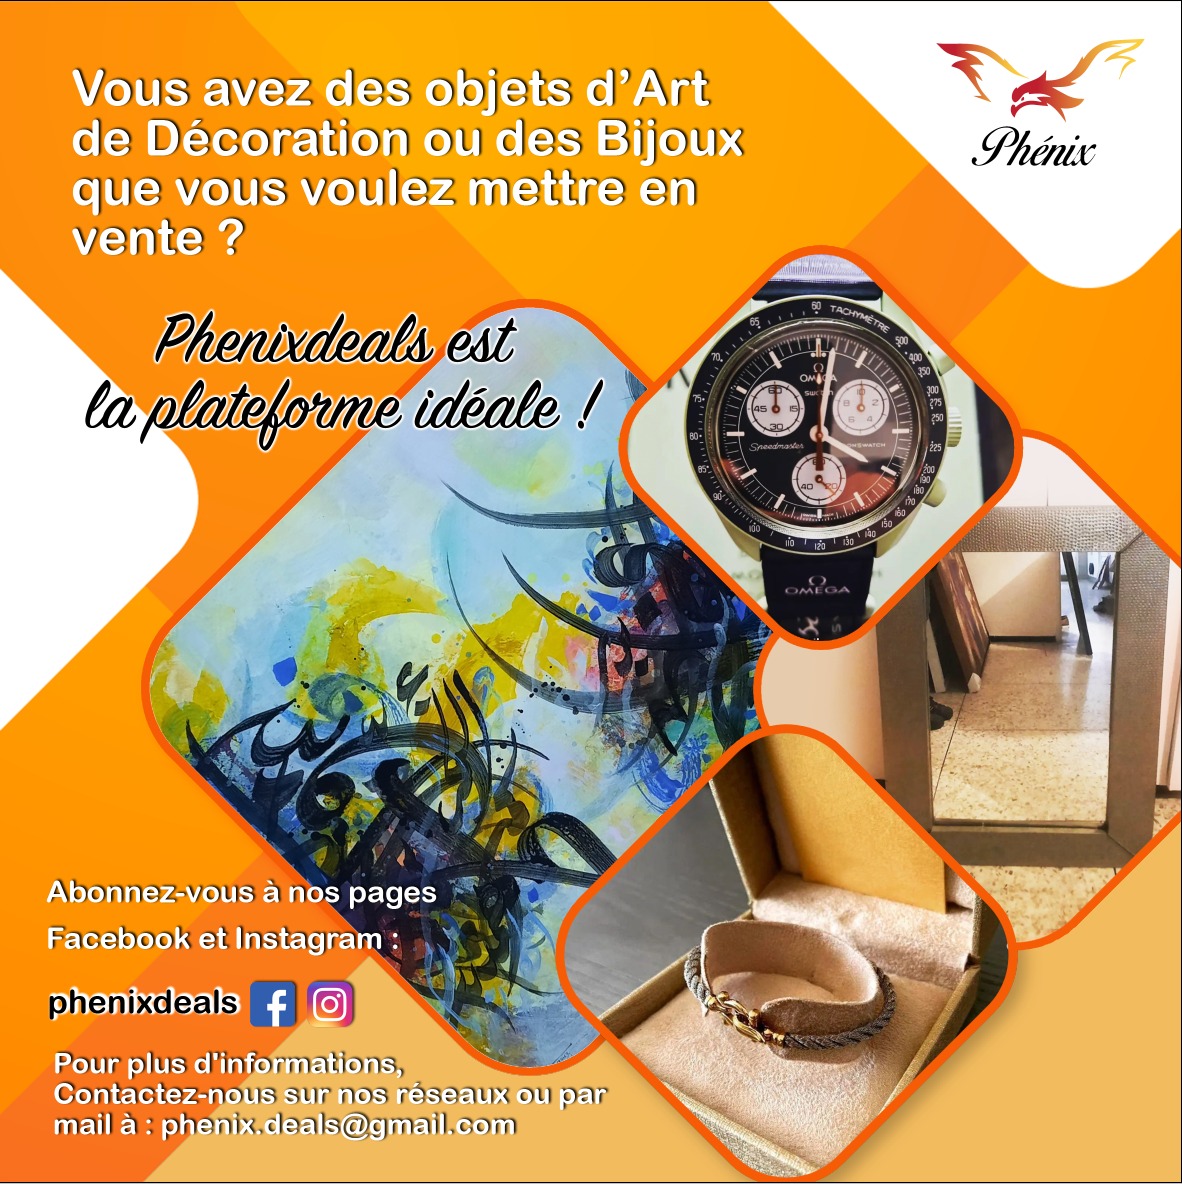 Phénix
Vous avez des objets d’Art
de Décoration ou des Bijoux
que vous voulez mettre en
vente ?
Phenixdeals est
la plateforme idéale !
TACHYMÈTRE
Ω
OMEGA
swatch
Speedmaster
MOONSWATCH
Ω
OMEGA
Abonnez-vous à nos pages
Facebook et Instagram :
phenixdeals
Pour plus d'informations,
Contactez-nous sur nos réseaux ou par
mail à : phenix.deals@gmail.com